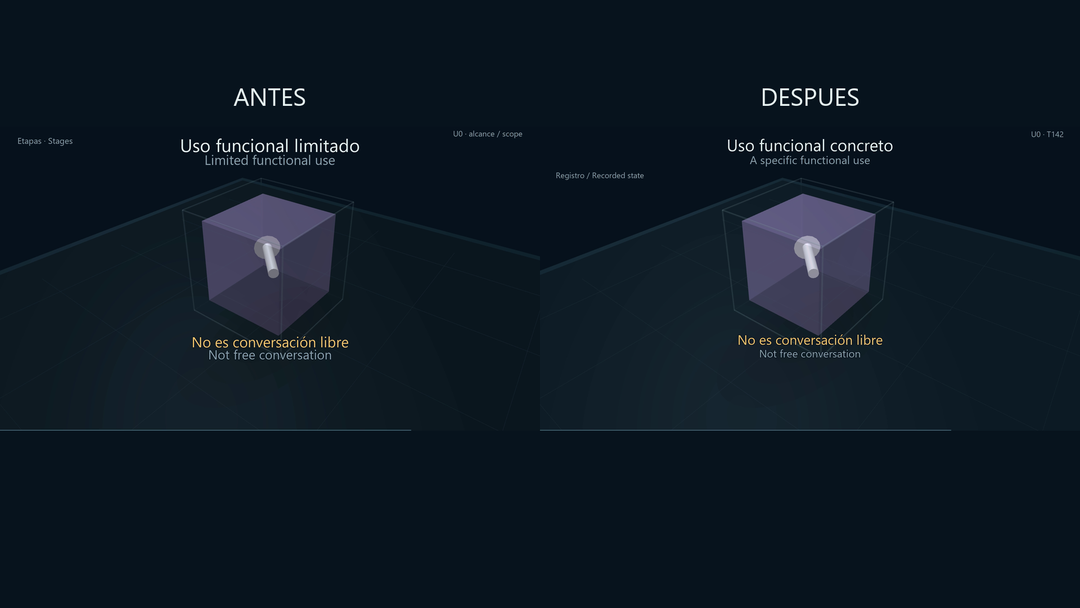 ANTES
Etapas · Stages
U0 · alcance / scope
Uso funcional limitado
Limited functional use
No es conversación libre
Not free conversation
DESPUES
U0 · T142
Uso funcional concreto
A specific functional use
Registro / Recorded state
No es conversación libre
Not free conversation